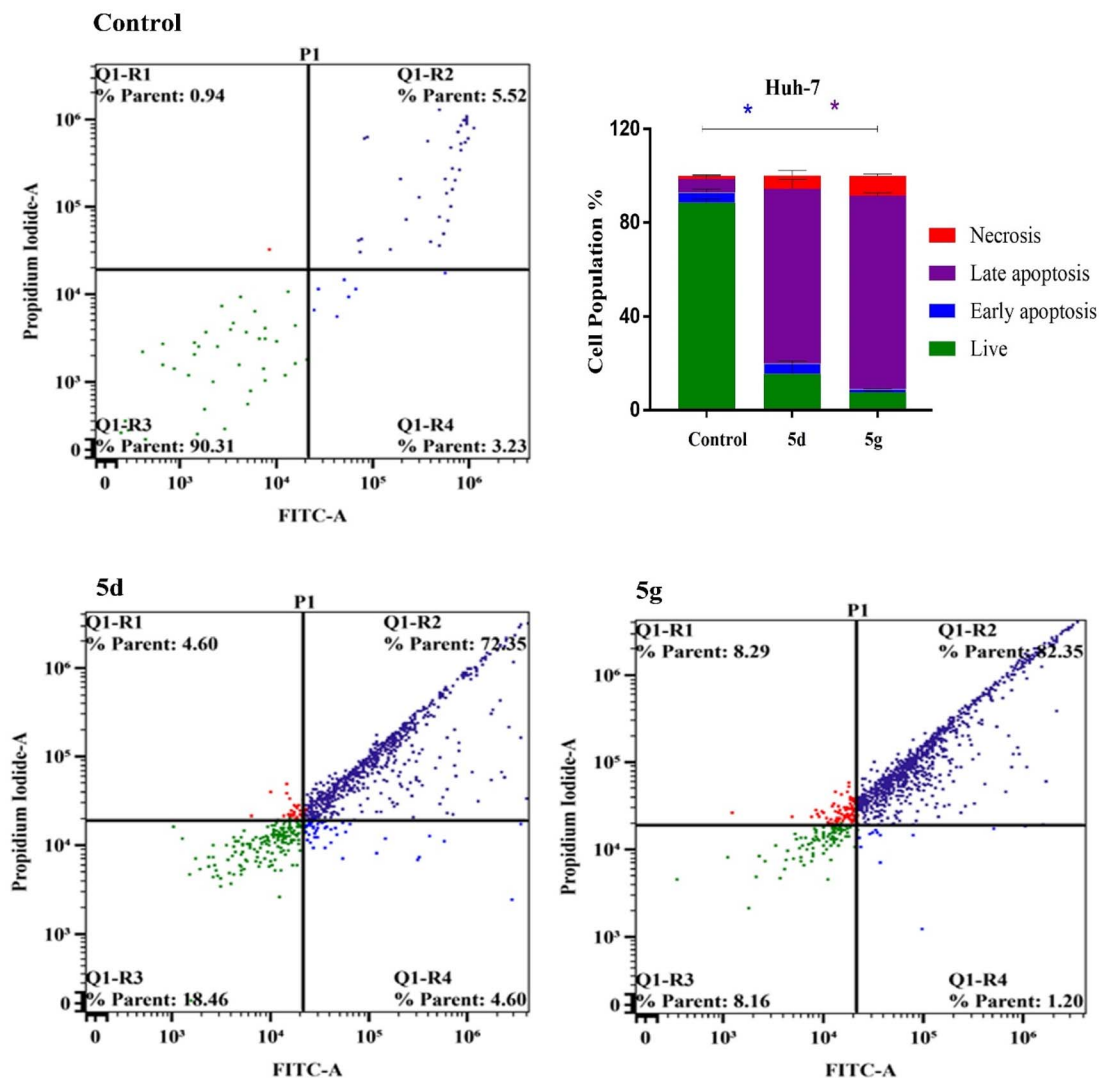 Control
P1
Q1-R1
% Parent: 0.94
Q1-R2
% Parent: 5.52
10⁶
10⁵
10⁴
10³
0
Propidium Iodide-A
Q1-R3
% Parent: 90.31
Q1-R4
% Parent: 3.23
0
10³
10⁴
10⁵
10⁶
FITC-A
Huh-7
* *
120
80
40
0
Cell Population %
Control
5d
5g
Necrosis
Late apoptosis
Early apoptosis
Live
5d
P1
Q1-R1
% Parent: 4.60
Q1-R2
% Parent: 72.35
10⁶
10⁵
10⁴
10³
0
Propidium Iodide-A
Q1-R3
% Parent: 18.46
Q1-R4
% Parent: 4.60
0
10³
10⁴
10⁵
10⁶
FITC-A
5g
P1
Q1-R1
% Parent: 8.29
Q1-R2
% Parent: 82.35
10⁶
10⁵
10⁴
10³
0
Propidium Iodide-A
Q1-R3
% Parent: 8.16
Q1-R4
% Parent: 1.20
0
10³
10⁴
10⁵
10⁶
FITC-A